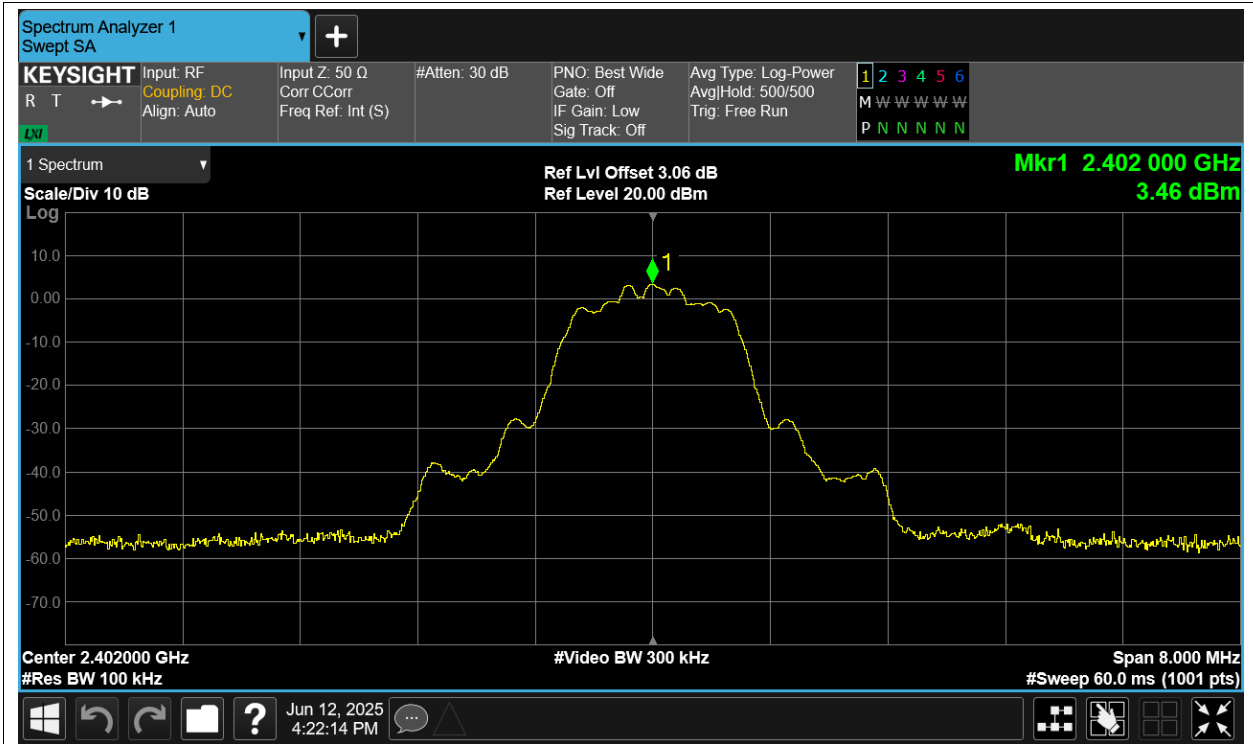 Spectrum Analyzer 1
Swept SA
KEYSIGHT
R T
LXI
Input: RF
Coupling: DC
Align: Auto
Input Z: 50 Ω
Corr CCorr
Freq Ref: Int (S)
#Atten: 30 dB
PNO: Best Wide
Gate: Off
IF Gain: Low
Sig Track: Off
Avg Type: Log-Power
Avg|Hold: 500/500
Trig: Free Run
1 2 3 4 5 6
M W W W W W
P N N N N N
1 Spectrum
Scale/Div 10 dB
Ref Lvl Offset 3.06 dB
Ref Level 20.00 dBm
Mkr1 2.402 000 GHz
3.46 dBm
Log
10.0
0.00
-10.0
-20.0
-30.0
-40.0
-50.0
-60.0
-70.0
1
Center 2.402000 GHz
#Video BW 300 kHz
Span 8.000 MHz
#Res BW 100 kHz
#Sweep 60.0 ms (1001 pts)
?
Jun 12, 2025
4:22:14 PM